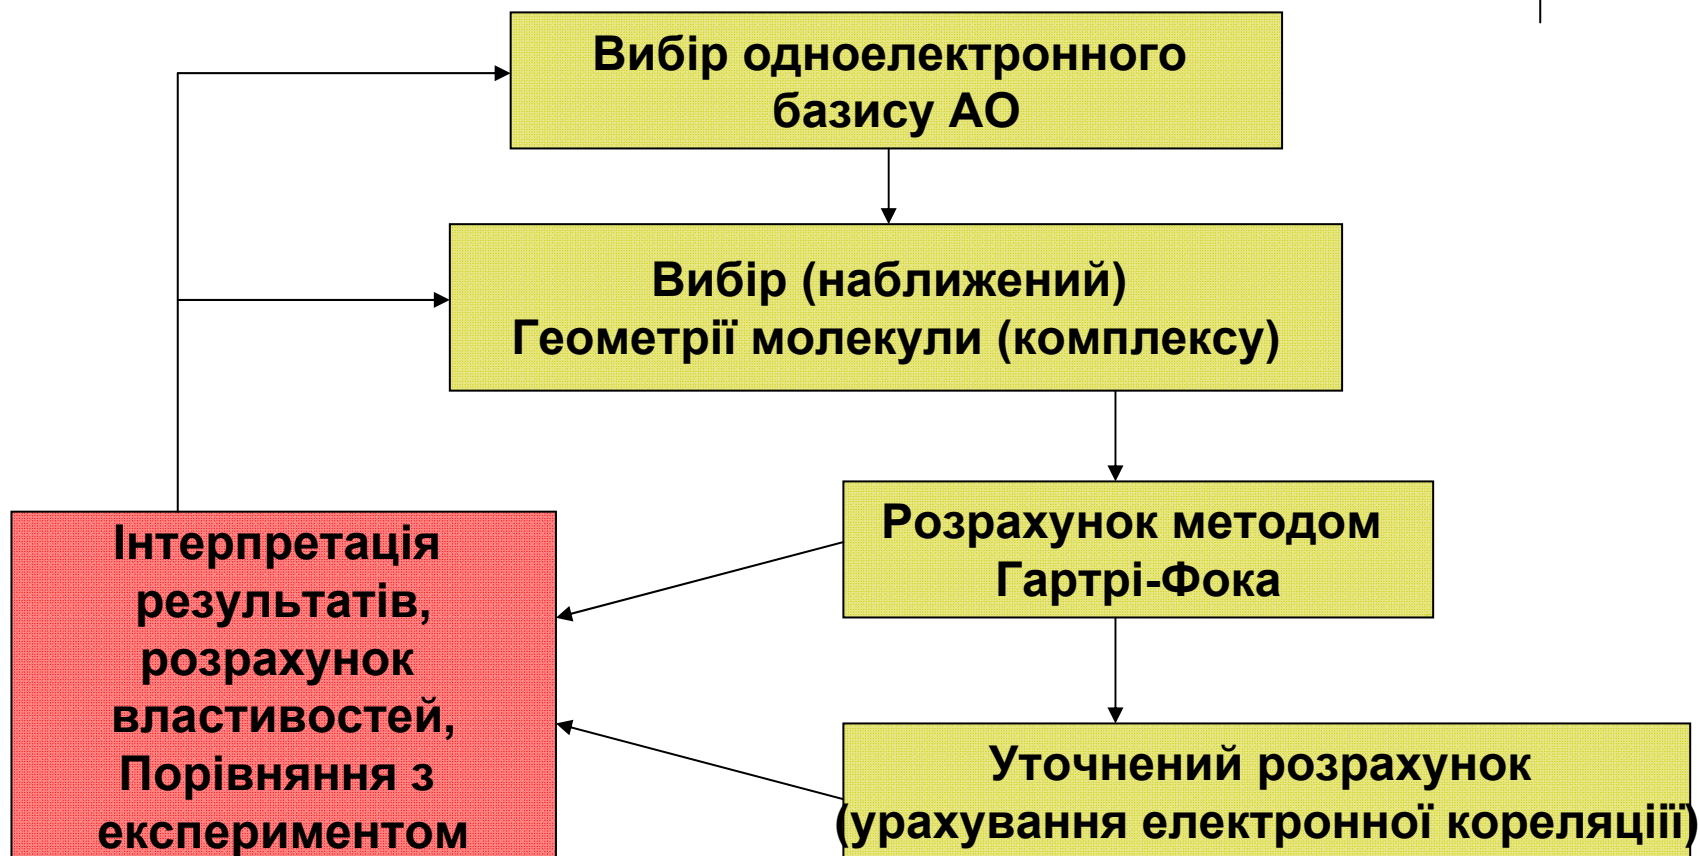 Вибір одноелектронного
базису АО
Вибір (наближений)
Геометрії молекули (комплексу)
Розрахунок методом
Гартрі-Фока
Інтерпретація
результатів,
розрахунок
властивостей,
Порівняння з
експериментом
Уточнений розрахунок
(урахування електронної кореляціії)